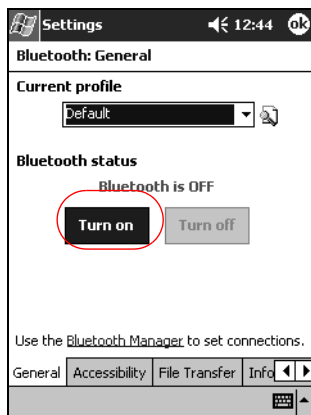 Settings 12:44 ok
Bluetooth: General
Current profile
Default
Bluetooth status
Bluetooth is OFF
Turn on Turn off
Use the Bluetooth Manager to set connections.
General Accessibility File Transfer Info